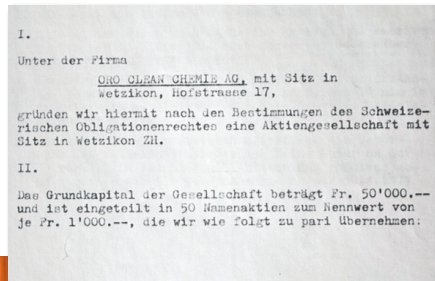 I.
Unter der Firma
ORO CLEAN CHEMIE AG, mit Sitz in
Wetzikon, Hofstrasse 17,
gründen wir hiermit nach den Bestimmungen des Schweize-
rischen Obligationenrechtes eine Aktiengesellschaft mit
Sitz in Wetzikon ZH.
II.
Das Grundkapital der Gesellschaft beträgt Fr. 50'000.--
und ist eingeteilt in 50 Namenaktien zum Nennwert von
je Fr. 1'000.--, die wir wie folgt zu pari übernehmen: